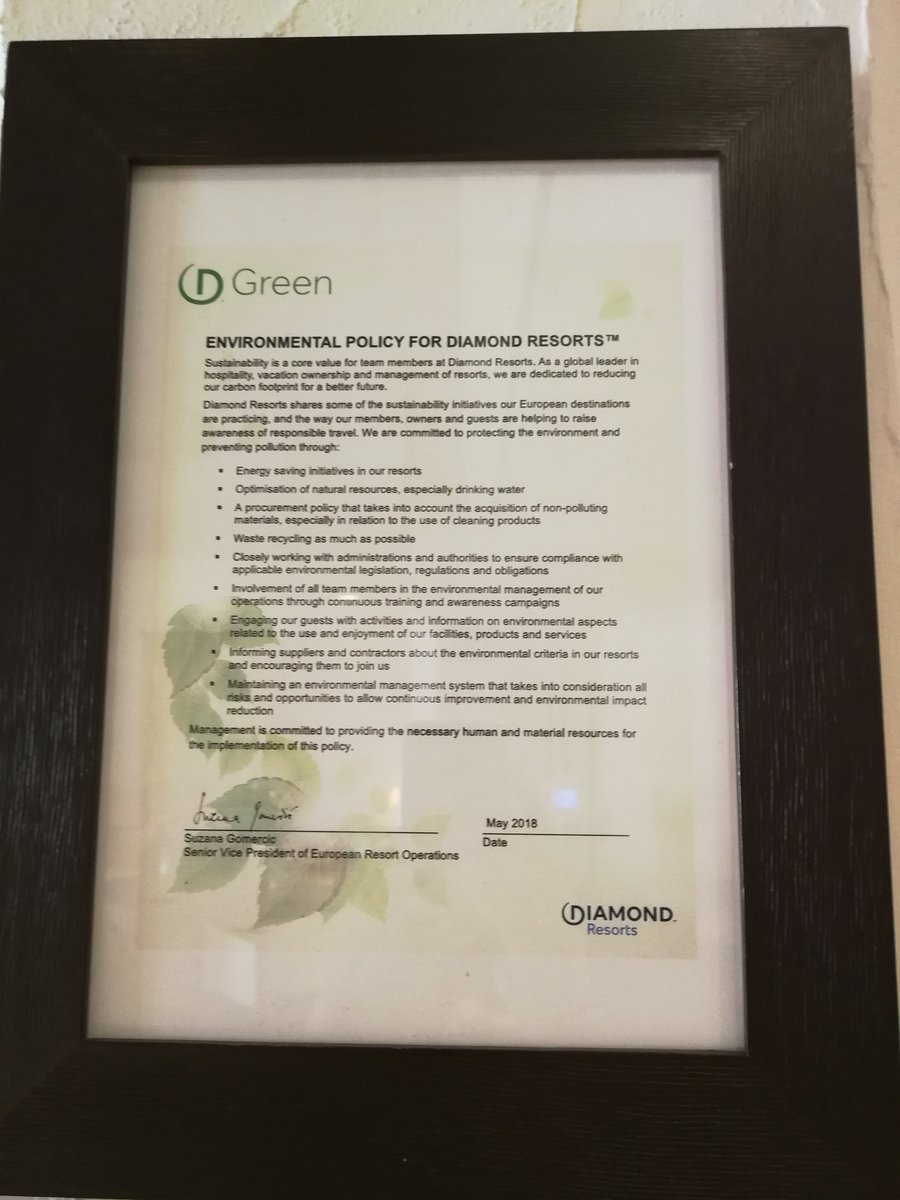 D Green
ENVIRONMENTAL POLICY FOR DIAMOND RESORTS™
Sustainability is a core value for team members at Diamond Resorts. As a global leader in
hospitality, vacation ownership and management of resorts, we are dedicated to reducing
our carbon footprint for a better future.
Diamond Resorts shares some of the sustainability initiatives our European destinations
are practicing, and the way our members, owners and guests are helping to raise
awareness of responsible travel. We are committed to protecting the environment and
preventing pollution through:
• Energy saving initiatives in our resorts
• Optimisation of natural resources, especially drinking water
• A procurement policy that takes into account the acquisition of non-polluting
materials, especially in relation to the use of cleaning products
• Waste recycling as much as possible
• Closely working with administrations and authorities to ensure compliance with
applicable environmental legislation, regulations and obligations
• Involvement of all team members in the environmental management of our
operations through continuous training and awareness campaigns
• Engaging our guests with activities and information on environmental aspects
related to the use and enjoyment of our facilities, products and services
• Informing suppliers and contractors about the environmental criteria in our resorts
and encouraging them to join us
• Maintaining an environmental management system that takes into consideration all
risks and opportunities to allow continuous improvement and environmental impact
reduction
Management is committed to providing the necessary human and material resources for
the implementation of this policy.
Suzana Gomercic
May 2018
Suzana Gomercic
Date
Senior Vice President of European Resort Operations
DIAMOND™
Resorts